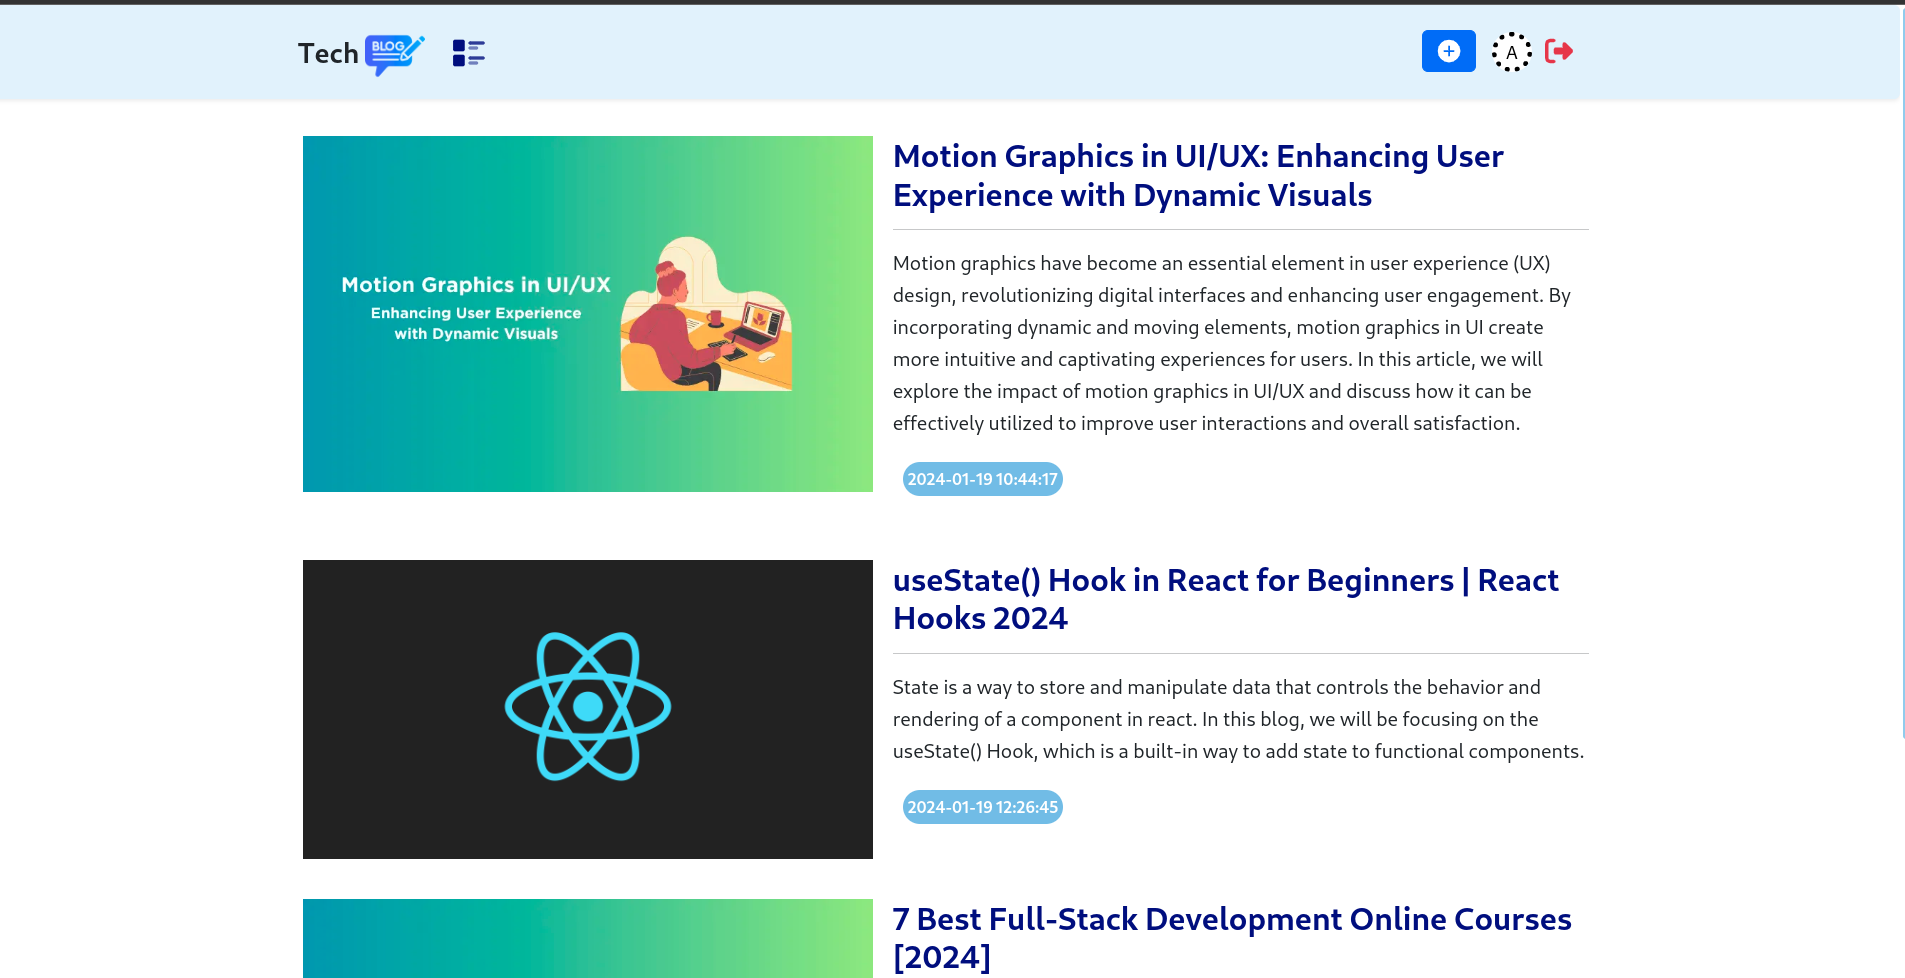 Tech BLOG
A
Motion Graphics in UI/UX
Enhancing User Experience
with Dynamic Visuals
Motion Graphics in UI/UX: Enhancing User
Experience with Dynamic Visuals
Motion graphics have become an essential element in user experience (UX)
design, revolutionizing digital interfaces and enhancing user engagement. By
incorporating dynamic and moving elements, motion graphics in UI create
more intuitive and captivating experiences for users. In this article, we will
explore the impact of motion graphics in UI/UX and discuss how it can be
effectively utilized to improve user interactions and overall satisfaction.
2024-01-19 10:44:17
useState() Hook in React for Beginners | React
Hooks 2024
State is a way to store and manipulate data that controls the behavior and
rendering of a component in react. In this blog, we will be focusing on the
useState() Hook, which is a built-in way to add state to functional components.
2024-01-19 12:26:45
7 Best Full-Stack Development Online Courses
[2024]